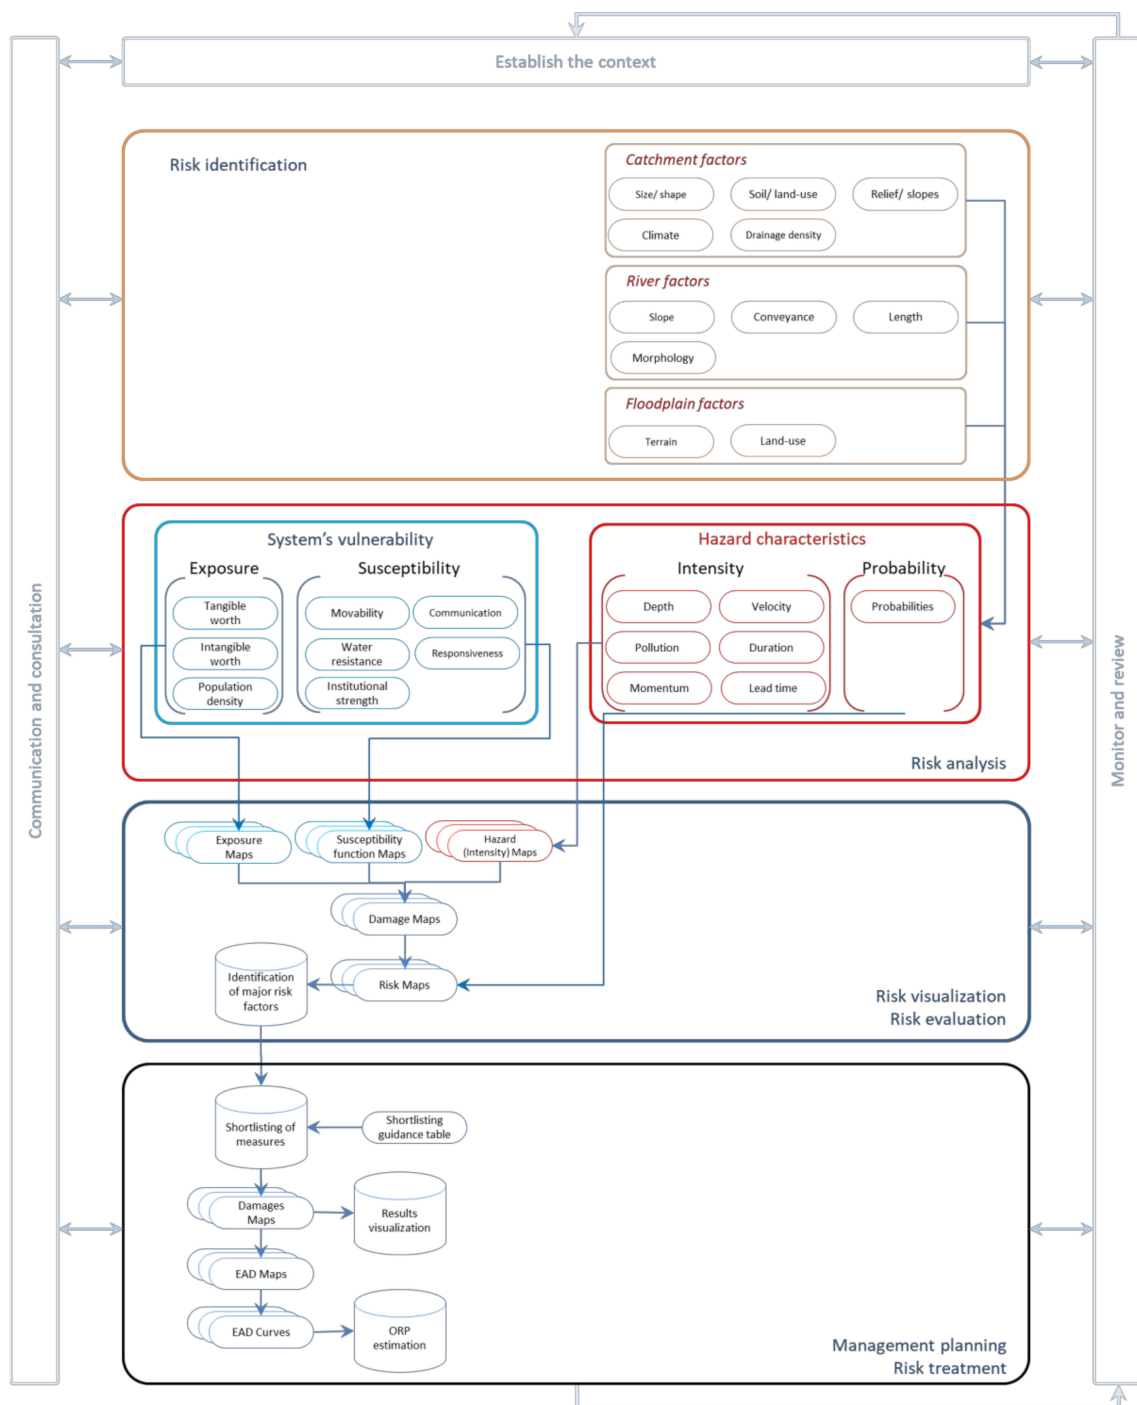 Establish the context
Communication and consultation
Monitor and review
Risk identification
Catchment factors
Size/ shape
Soil/ land-use
Relief/ slopes
Climate
Drainage density
River factors
Slope
Conveyance
Length
Morphology
Floodplain factors
Terrain
Land-use
System's vulnerability
Exposure
Tangible
worth
Intangible
worth
Population
density
Susceptibility
Movability
Communication
Water
resistance
Responsiveness
Institutional
strength
Hazard characteristics
Intensity
Depth
Velocity
Pollution
Duration
Momentum
Lead time
Probability
Probabilities
Risk analysis
Exposure
Maps
Susceptibility
function Maps
Hazard
(Intensity) Maps
Damage Maps
Identification
of major risk
factors
Risk Maps
Risk visualization
Risk evaluation
Shortlisting of
measures
Shortlisting
guidance table
Damages
Maps
Results
visualization
EAD Maps
EAD Curves
ORP
estimation
Management planning
Risk treatment